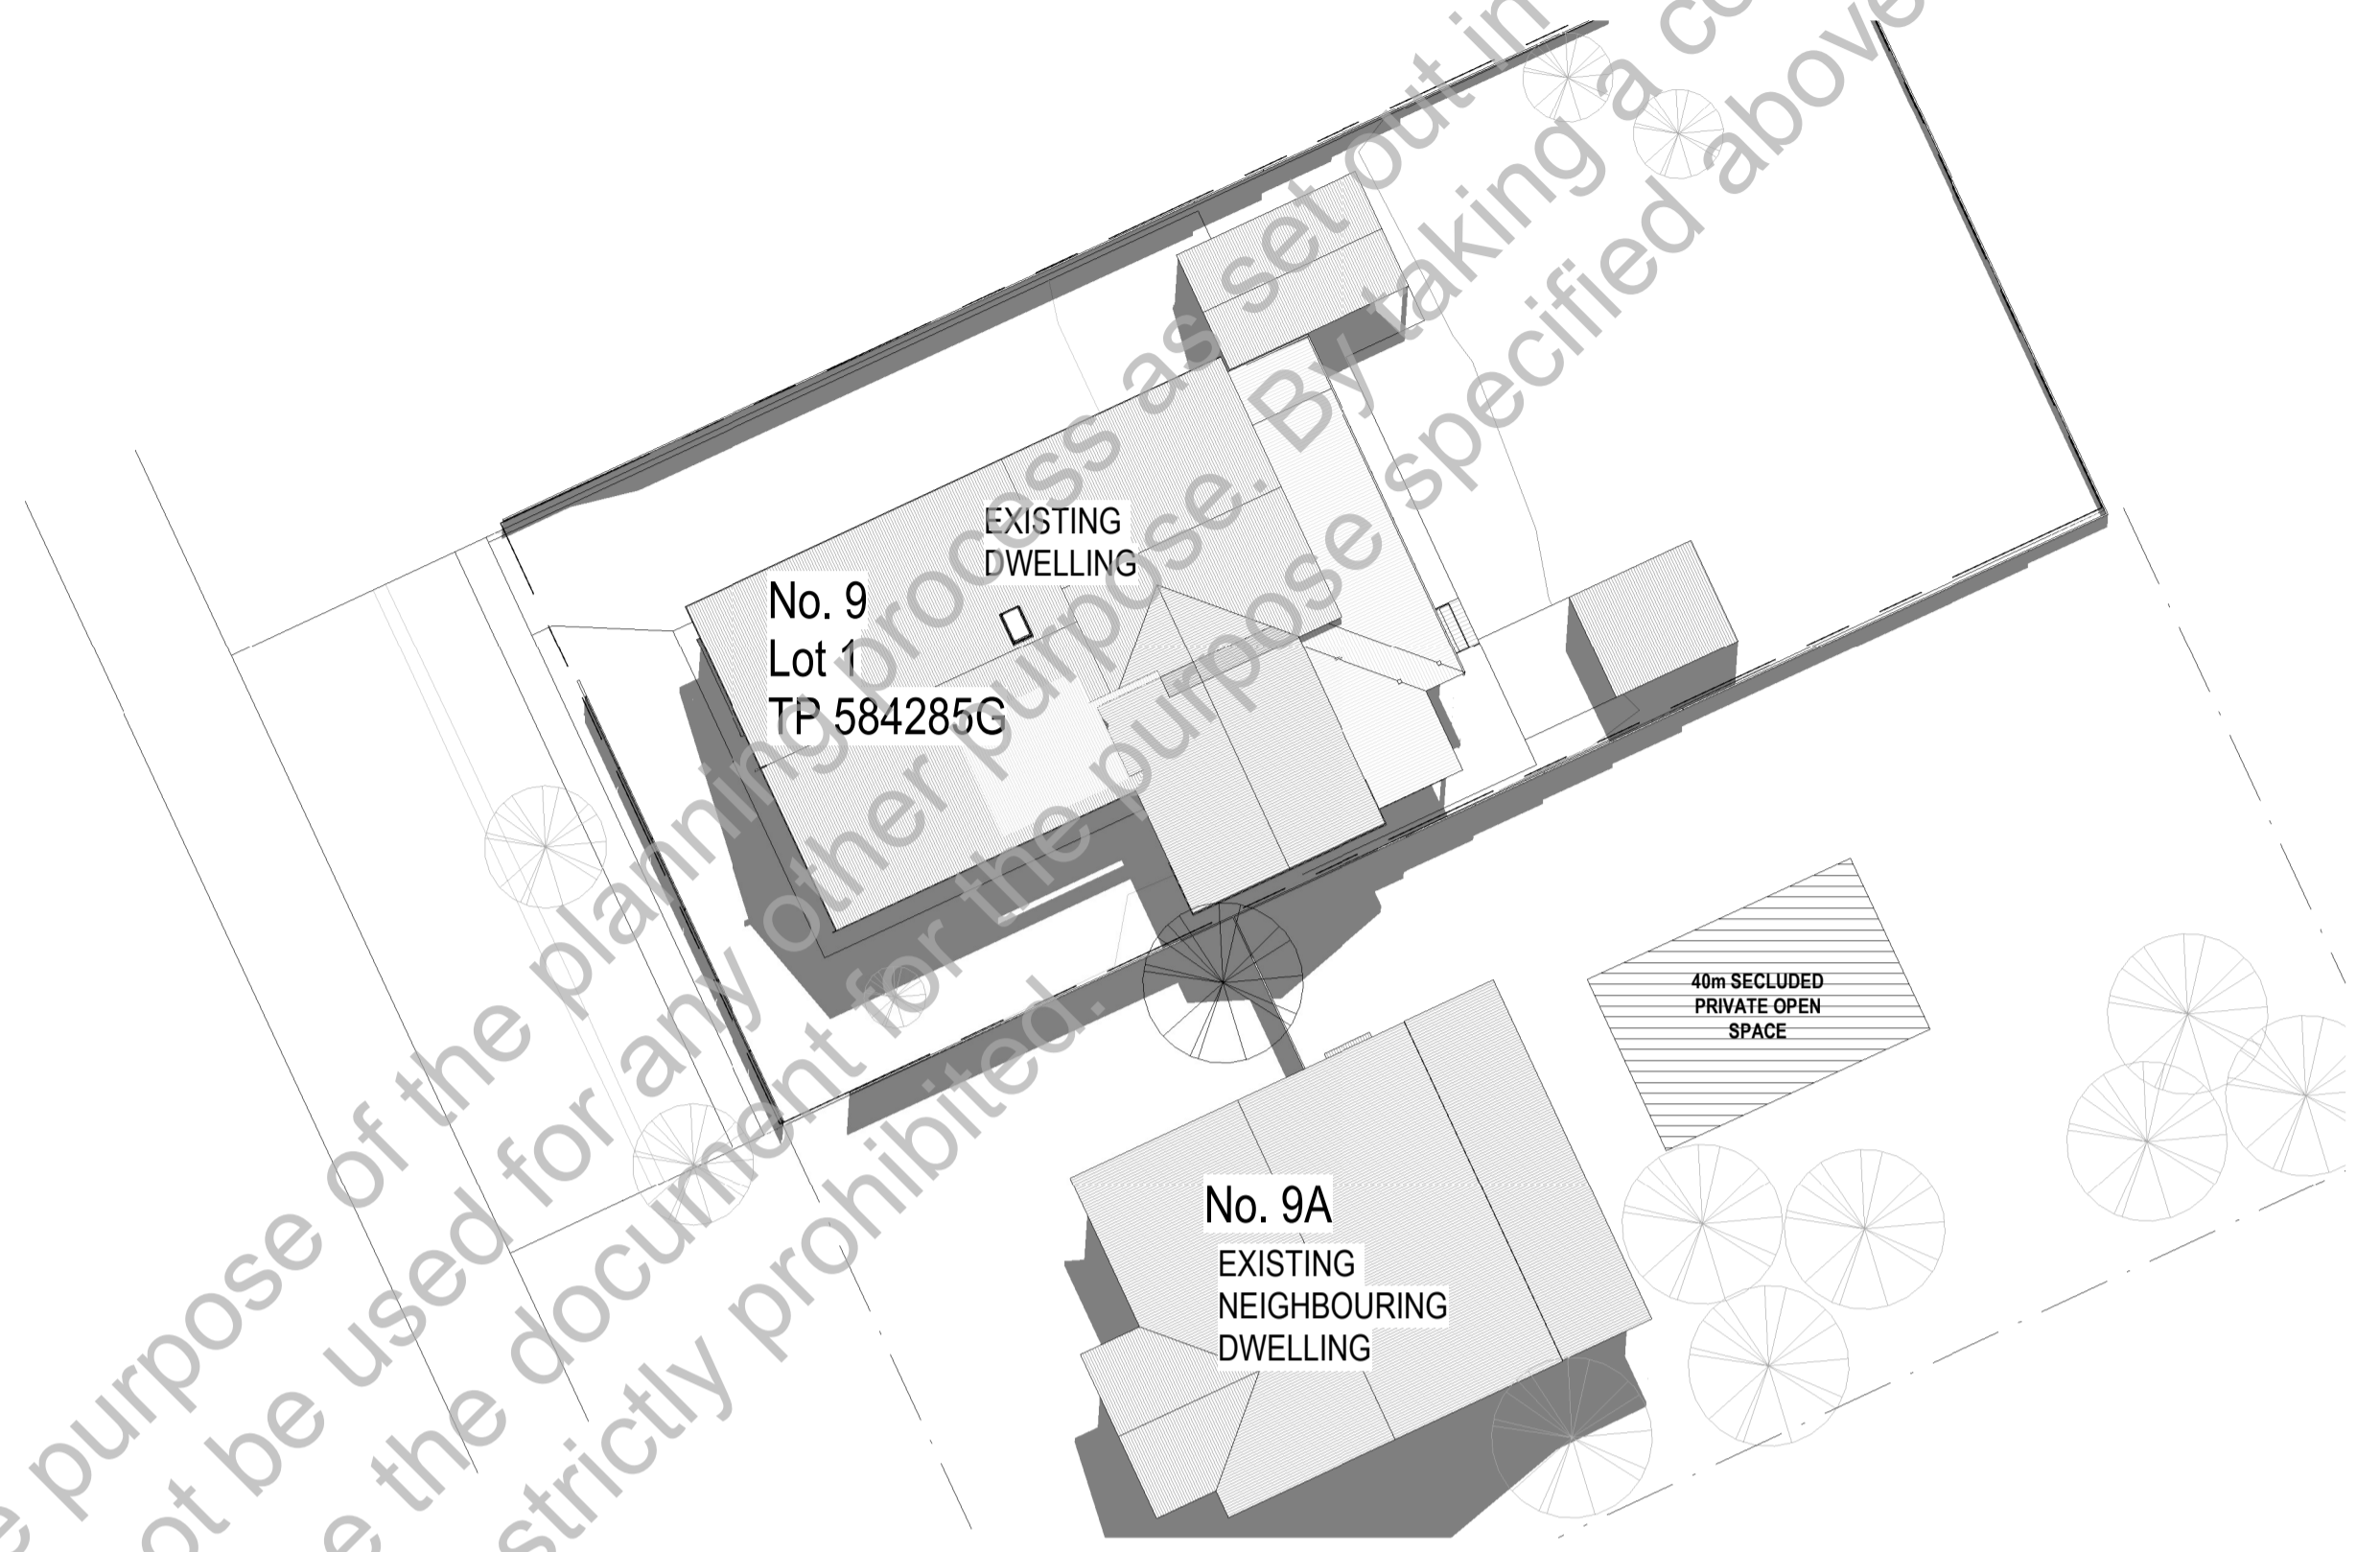 EXISTING
DWELLING
No. 9
Lot 1
TP 584285G
40m SECLUDED
PRIVATE OPEN
SPACE
No. 9A
EXISTING
NEIGHBOURING
DWELLING
purpose of the planning process as set out in
be used for any other purpose. By taking a
the document for the purpose specified above
strictly prohibited.